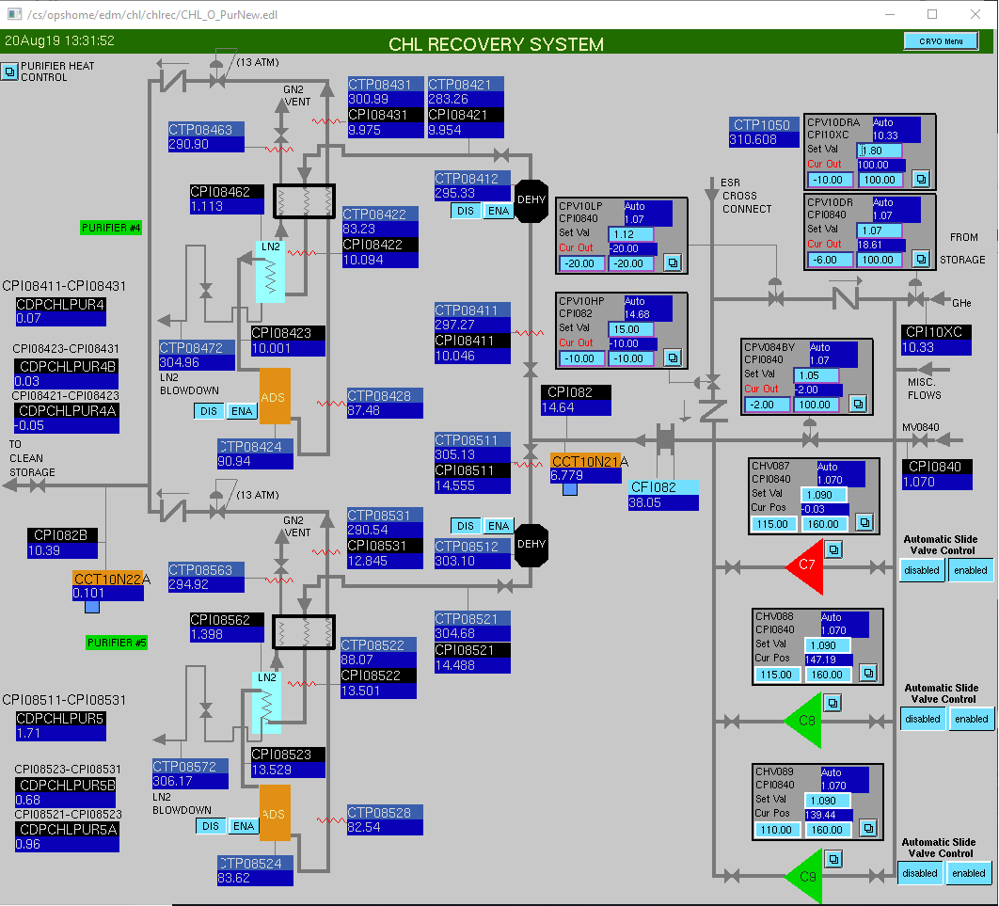 /cs/opshome/edm/chl/chlrec/CHL_O_PurNew.edl
20Aug19 13:31:52
CHL RECOVERY SYSTEM
CRYO Menu
PURIFIER HEAT
CONTROL
(13 ATM)
GN2
VENT
CTP08431
300.99
CPI08431
9.975
CTP08421
283.26
CPI08421
9.954
CTP08463
290.90
CPI08462
1.113
CTP08412
295.33
DIS
ENA
DEHY
CTP08422
83.23
CPI08422
10.094
PURIFIER #4
LN2
CPI08411-CPI08431
CDPCHLPUR4
0.07
CPI08423-CPI08431
CDPCHLPUR4B
0.03
CPI08421-CPI08423
CDPCHLPUR4A
-0.05
TO
CLEAN
STORAGE
CPI08423
10.001
CTP08472
304.96
LN2
BLOWDOWN
DIS
ENA
ADS
CTP08424
90.94
CTP08428
87.48
CTP08411
297.27
CPI08411
10.046
CTP08511
305.13
CPI08511
14.555
CTP1050
310.608
CPV10DRA
CPI10XC
Auto
10.33
Set Val
1.80
Cur Out
100.00
-10.00
100.00
CPV10DR
CPI0840
Auto
1.07
Set Val
1.07
Cur Out
18.61
-6.00
100.00
ESR
CROSS
CONNECT
FROM
STORAGE
GHe
CPV10LP
CPI0840
Auto
1.07
Set Val
1.12
Cur Out
-20.00
-20.00
-20.00
CPV10HP
CPI082
Auto
14.68
Set Val
15.00
Cur Out
-10.00
-10.00
-10.00
CPI10XC
10.33
MISC.
FLOWS
CPV084BY
CPI0840
Auto
1.07
Set Val
1.05
Cur Out
-2.00
-2.00
100.00
CPI082
14.64
MV0840
CPI0840
1.070
CCT10N21A
6.779
CFI082
38.05
CHV087
CPI0840
Auto
1.070
Set Val
1.090
Cur Pos
-0.03
115.00
160.00
C7
Automatic Slide
Valve Control
disabled
enabled
CHV088
CPI0840
Auto
1.070
Set Val
1.090
Cur Pos
147.19
115.00
160.00
C8
Automatic Slide
Valve Control
disabled
enabled
CHV089
CPI0840
Auto
1.070
Set Val
1.090
Cur Pos
139.44
110.00
160.00
C9
Automatic Slide
Valve Control
disabled
enabled
(13 ATM)
GN2
VENT
CPI082B
10.39
CCT10N22A
0.101
CTP08531
290.54
CPI08531
12.845
DIS
ENA
CTP08512
303.10
DEHY
CTP08563
294.92
CPI08562
1.398
PURIFIER #5
CTP08521
304.68
CPI08521
14.488
CTP08522
88.07
CPI08522
13.501
LN2
CPI08511-CPI08531
CDPCHLPUR5
1.71
CPI08523-CPI08531
CDPCHLPUR5B
0.68
CPI08521-CPI08523
CDPCHLPUR5A
0.96
CPI08523
13.529
CTP08572
306.17
LN2
BLOWDOWN
DIS
ENA
ADS
CTP08528
82.54
CTP08524
83.62